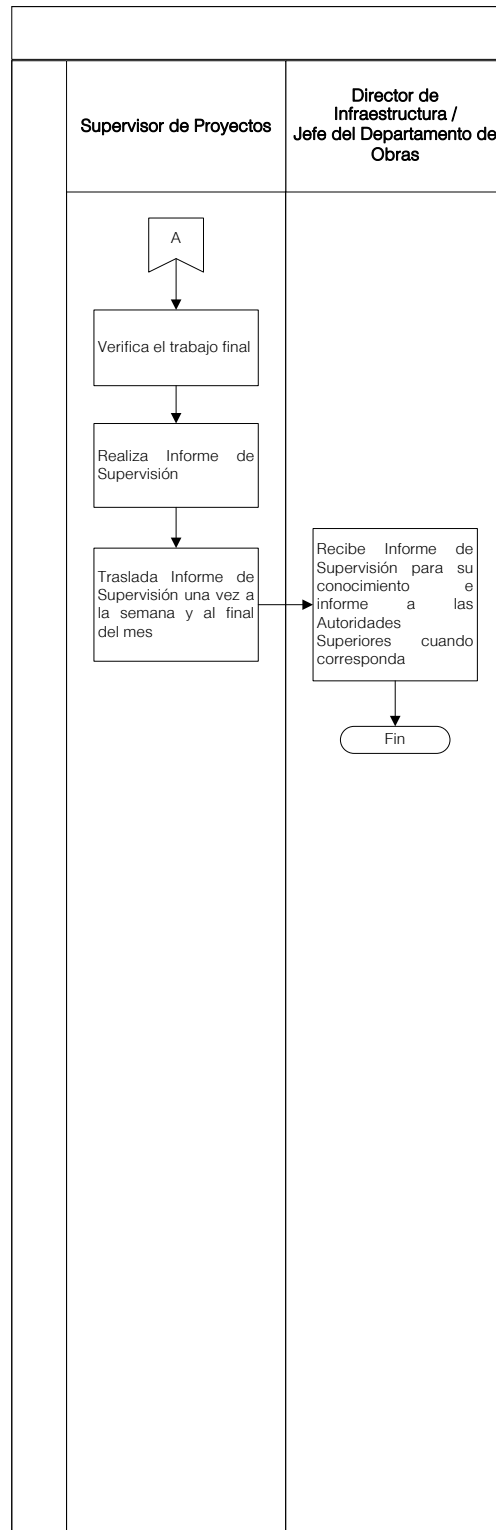 Supervisor de Proyectos
Director de
Infraestructura /
Jefe del Departamento de
Obras
A
Verifica el trabajo final
Realiza Informe de
Supervisión
Traslada Informe de
Supervisión una vez a
la semana y al final
del mes
Recibe Informe de
Supervisión para su
conocimiento e
informe a las
Autoridades
Superiores cuando
corresponda
Fin